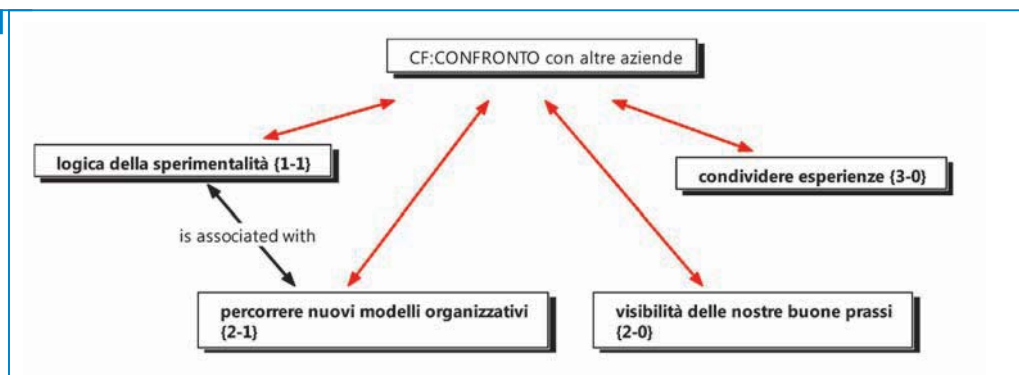 CF:CONFRONTO con altre aziende
logica della sperimentalità {1-1}
condividere esperienze {3-0}
is associated with
percorrere nuovi modelli organizzativi
{2-1}
visibilità delle nostre buone prassi
{2-0}